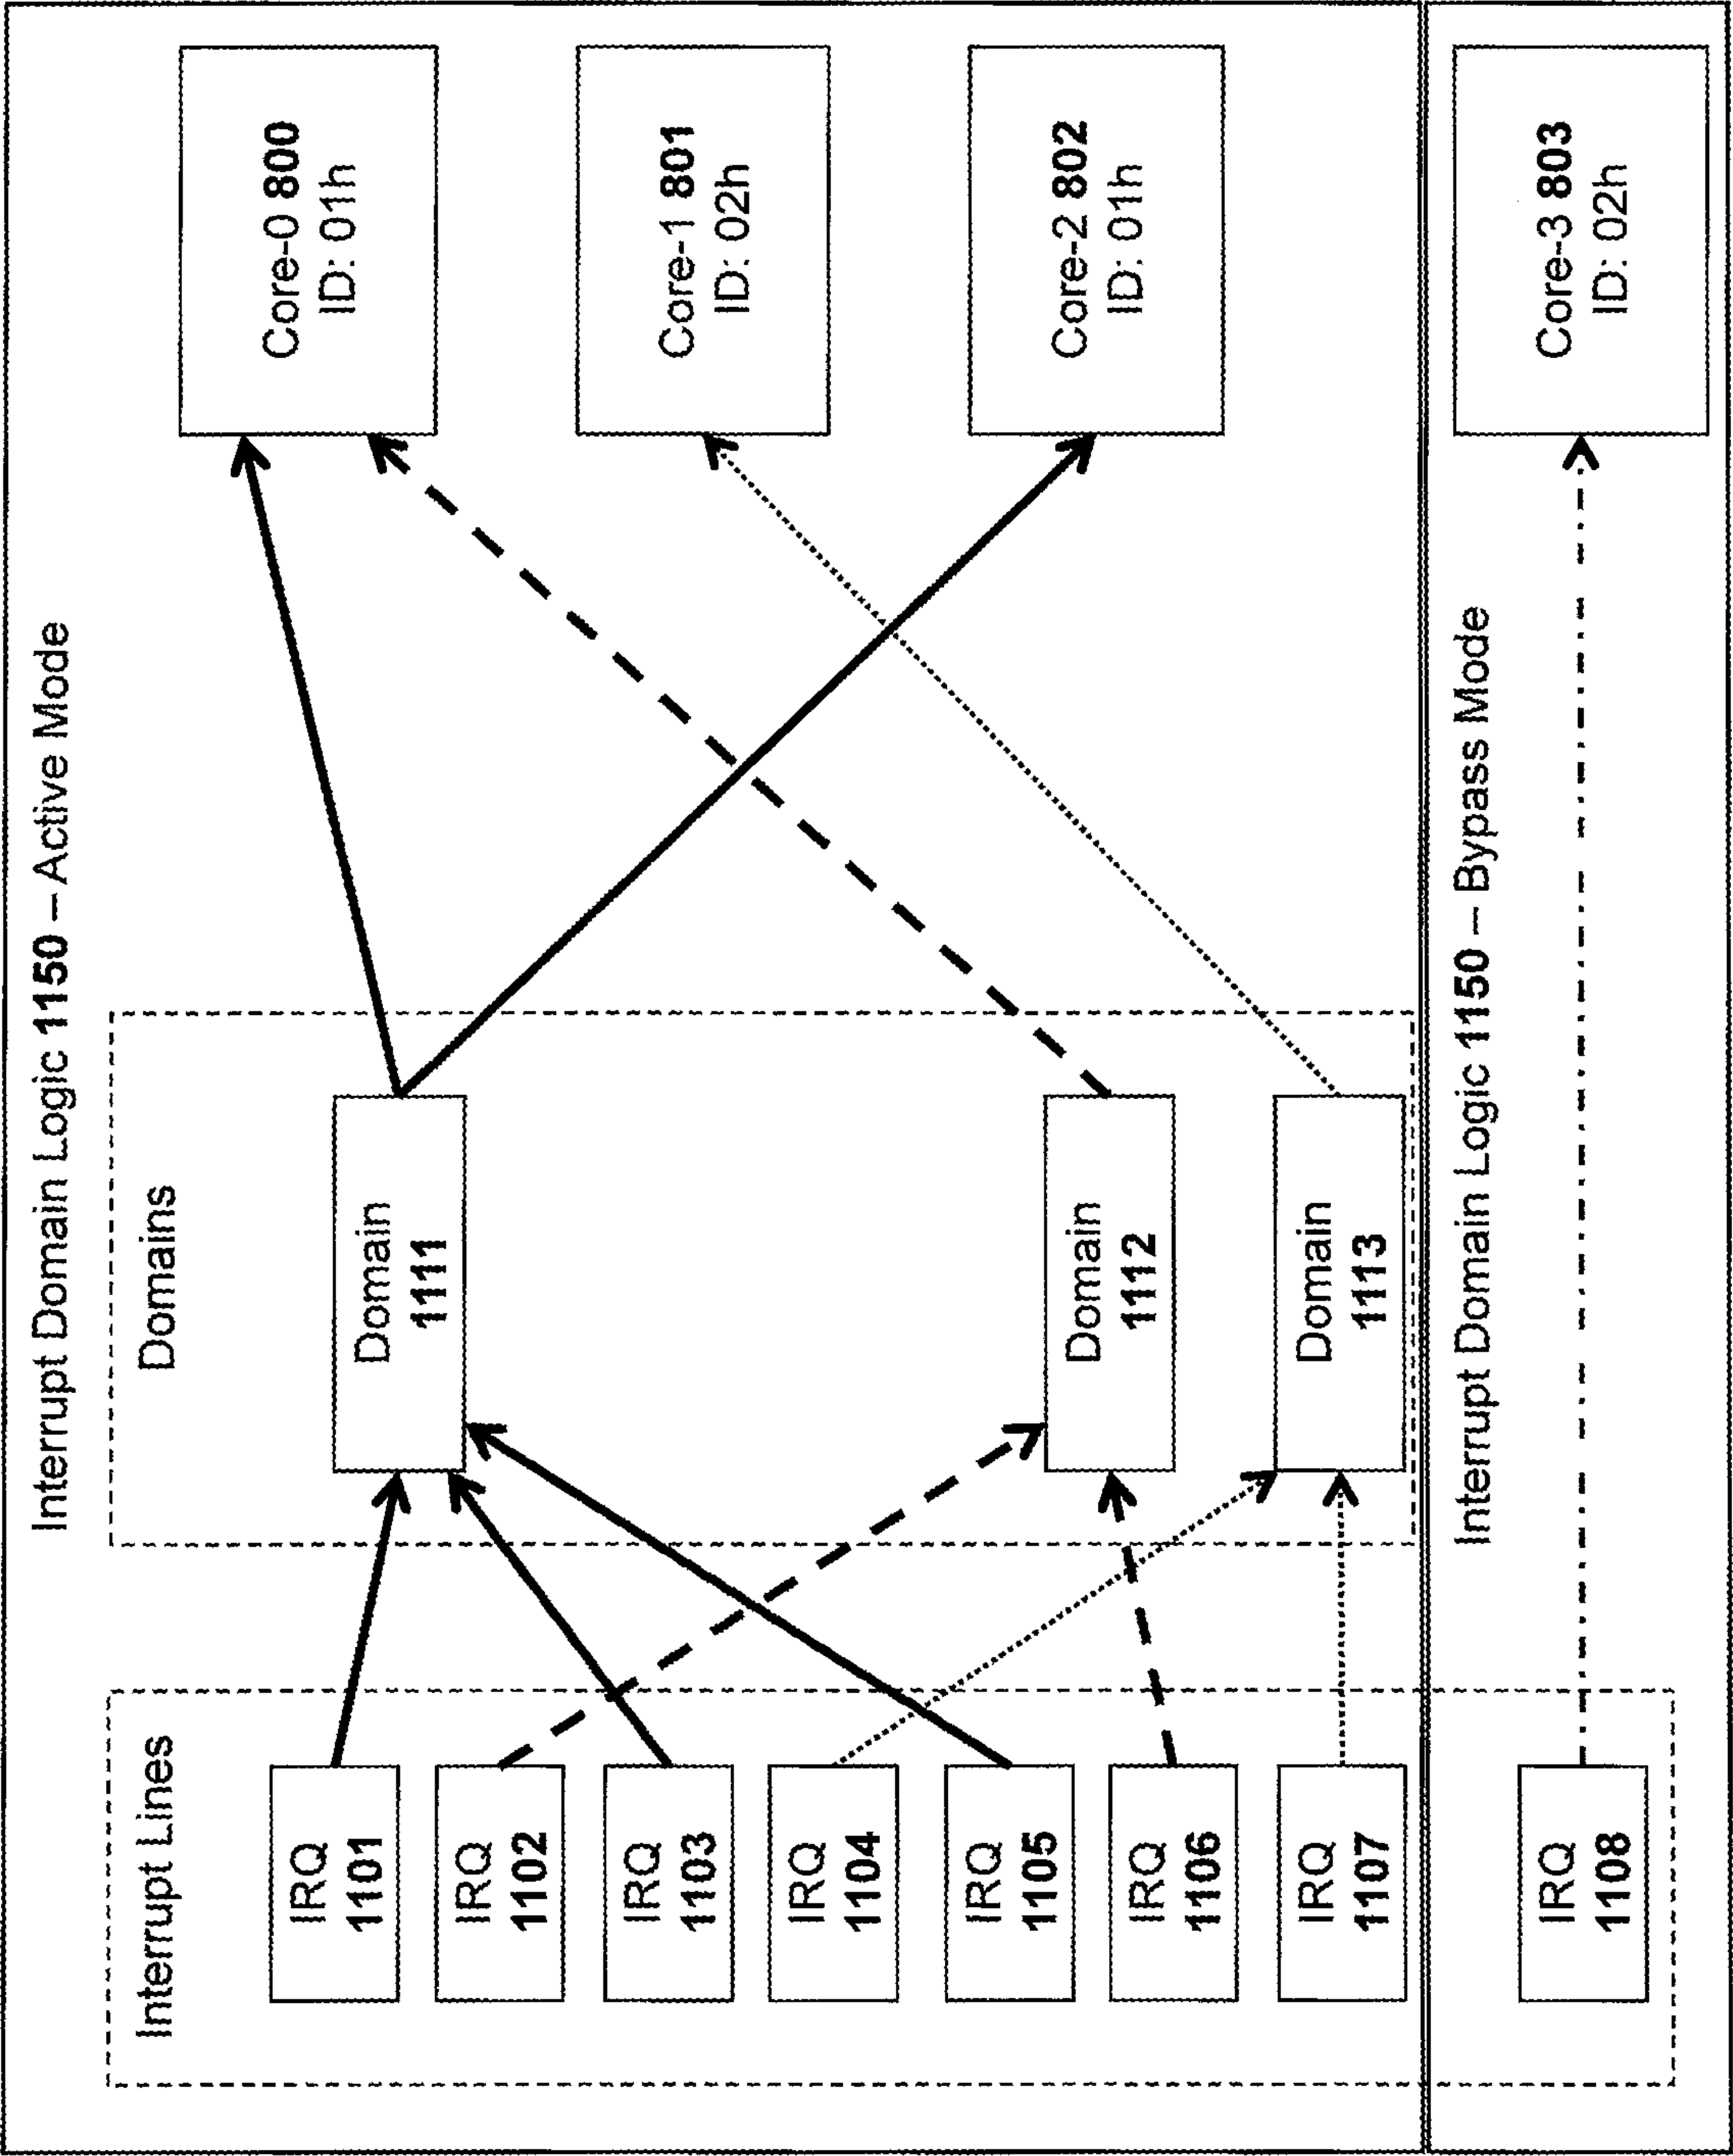 Interrupt Domain Logic 1150 – Active Mode
Interrupt Lines
IRQ
1101
IRQ
1102
IRQ
1103
IRQ
1104
IRQ
1105
IRQ
1106
IRQ
1107
Domains
Domain
1111
Domain
1112
Domain
1113
Core-0 800
ID: 01h
Core-1 801
ID: 02h
Core-2 802
ID: 01h
Interrupt Domain Logic 1150 – Bypass Mode
IRQ
1108
Core-3 803
ID: 02h